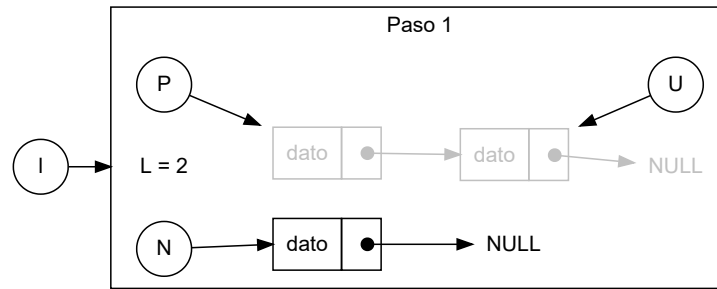 Paso 1
P
U
dato
dato
NULL
I
L = 2
N
dato
NULL